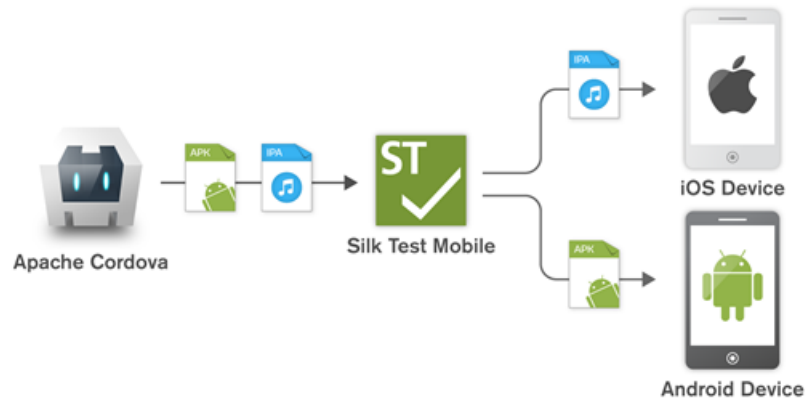 IPA
iOS Device
APK
IPA
ST
Apache Cordova
Silk Test Mobile
APK
Android Device